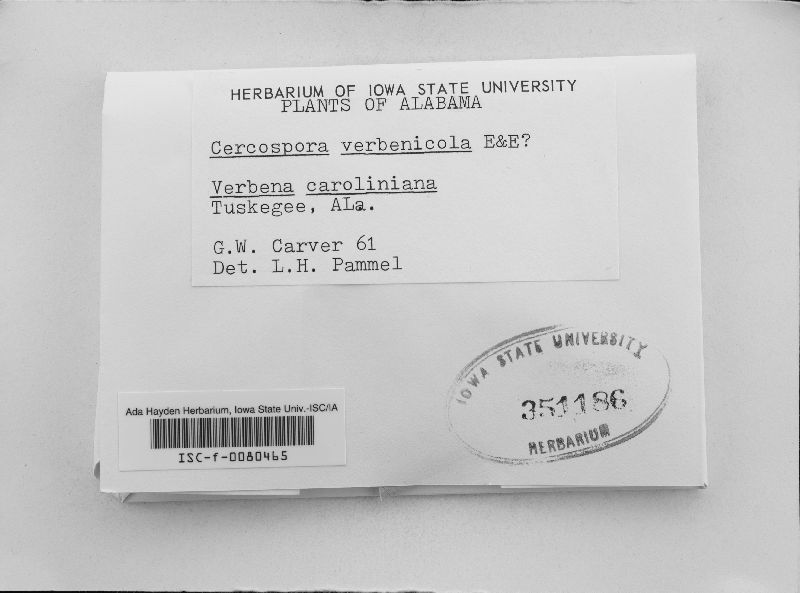 HERBARIUM OF IOWA STATE UNIVERSITY
PLANTS OF ALABAMA
Cercospora verbenicola E&E?
Verbena caroliniana
Tuskegee, ALa.
G.W. Carver 61
Det. L.H. Pammel
IOWA STATE UNIVERSITY
351186
HERBARIUM
Ada Hayden Herbarium, Iowa State Univ.-ISC/IA
ISC-f-0080465